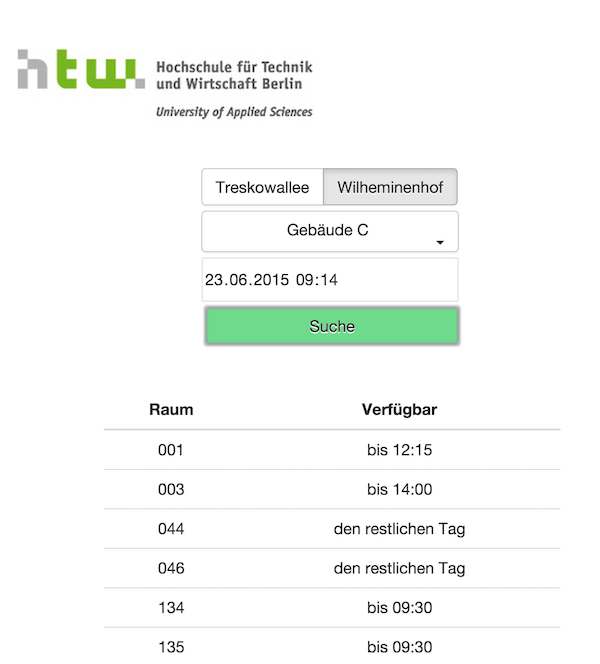 htw.
Hochschule für Technik
und Wirtschaft Berlin
University of Applied Sciences
Treskowallee Wilheminenhof
Gebäude C
23.06.2015 09:14
Suche
Raum Verfügbar
001 bis 12:15
003 bis 14:00
044 den restlichen Tag
046 den restlichen Tag
134 bis 09:30
135 bis 09:30